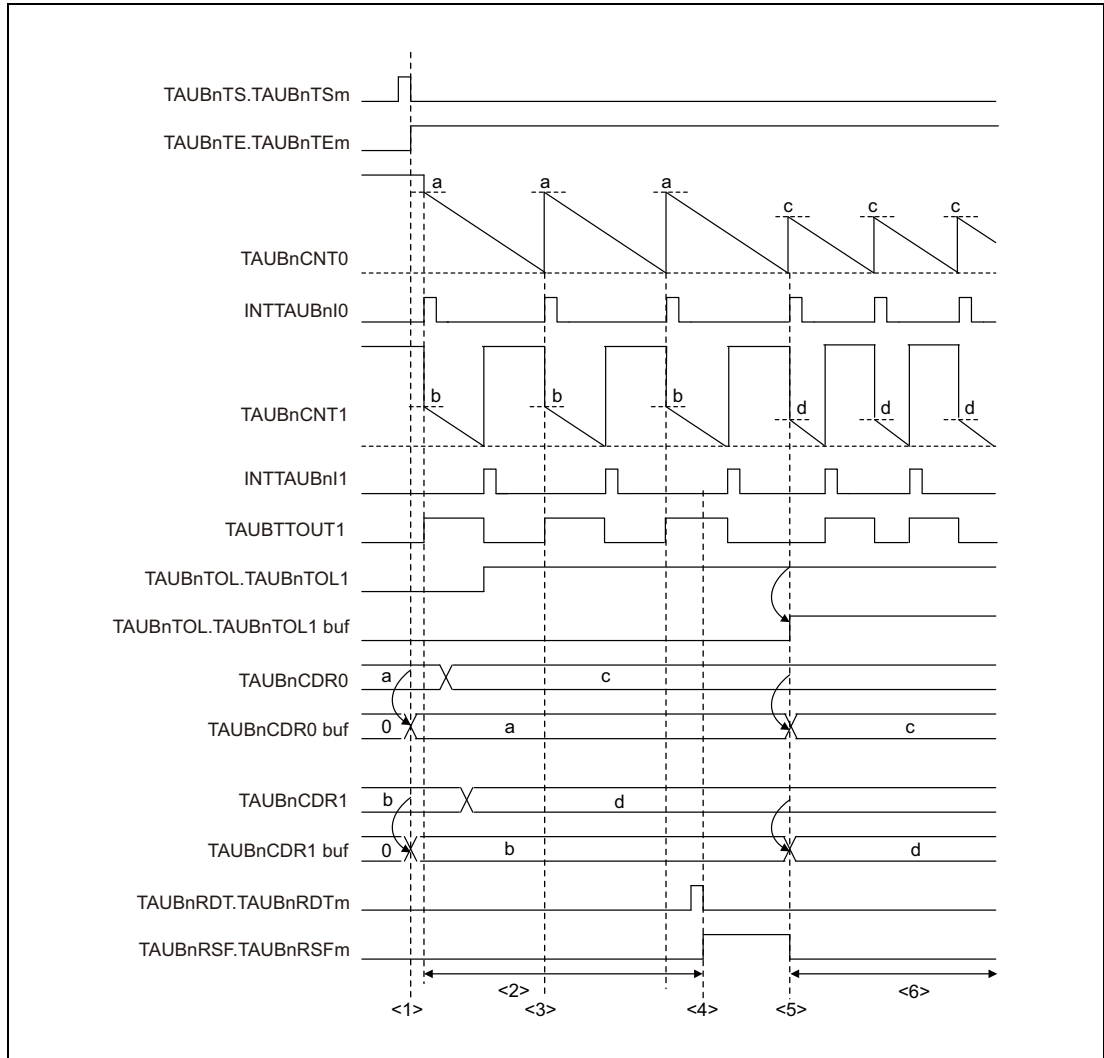 TAUBnTS.TAUBnTSm
TAUBnTE.TAUBnTEm
a a a
c c c
TAUBnCNT0
INTTAUBnI0
b b b
d d d
TAUBnCNT1
INTTAUBnI1
TAUBTTOUT1
TAUBnTOL.TAUBnTOL1
TAUBnTOL.TAUBnTOL1 buf
TAUBnCDR0 a c
TAUBnCDR0 buf 0 a c
TAUBnCDR1 b d
TAUBnCDR1 buf 0 b d
TAUBnRDT.TAUBnRDTm
TAUBnRSF.TAUBnRSFm
<2> <6>
<1> <3> <4> <5>